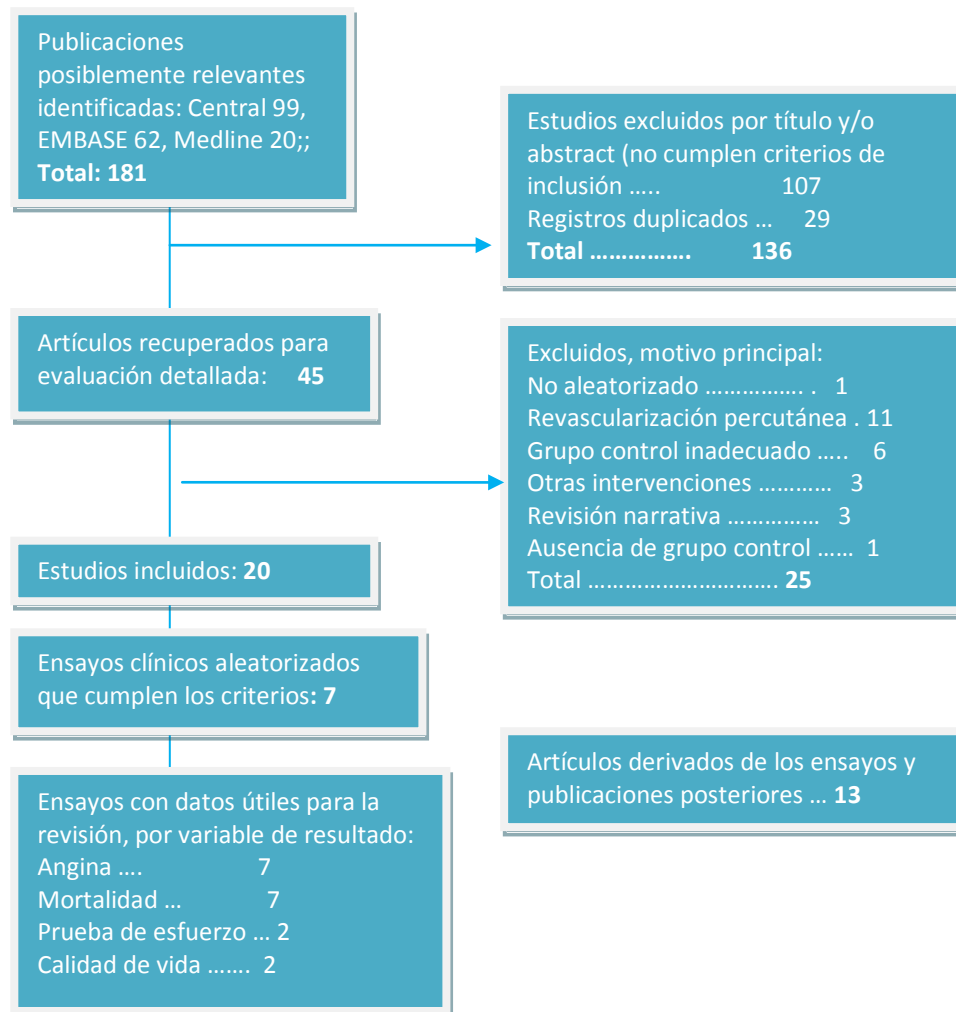 Publicaciones
posiblemente relevantes
identificadas: Central 99,
EMBASE 62, Medline 20;;
Total: 181
Estudios excluidos por título y/o
abstract (no cumplen criterios de
inclusión ….. 107
Registros duplicados … 29
Total ……………. 136
Artículos recuperados para
evaluación detallada: 45
Excluidos, motivo principal:
No aleatorizado ……………. . 1
Revascularización percutánea . 11
Grupo control inadecuado ….. 6
Otras intervenciones ………… 3
Revisión narrativa …………… 3
Ausencia de grupo control …… 1
Total …………………………. 25
Estudios incluidos: 20
Ensayos clínicos aleatorizados
que cumplen los criterios: 7
Artículos derivados de los ensayos y
publicaciones posteriores … 13
Ensayos con datos útiles para la
revisión, por variable de resultado:
Angina …. 7
Mortalidad … 7
Prueba de esfuerzo … 2
Calidad de vida ……. 2